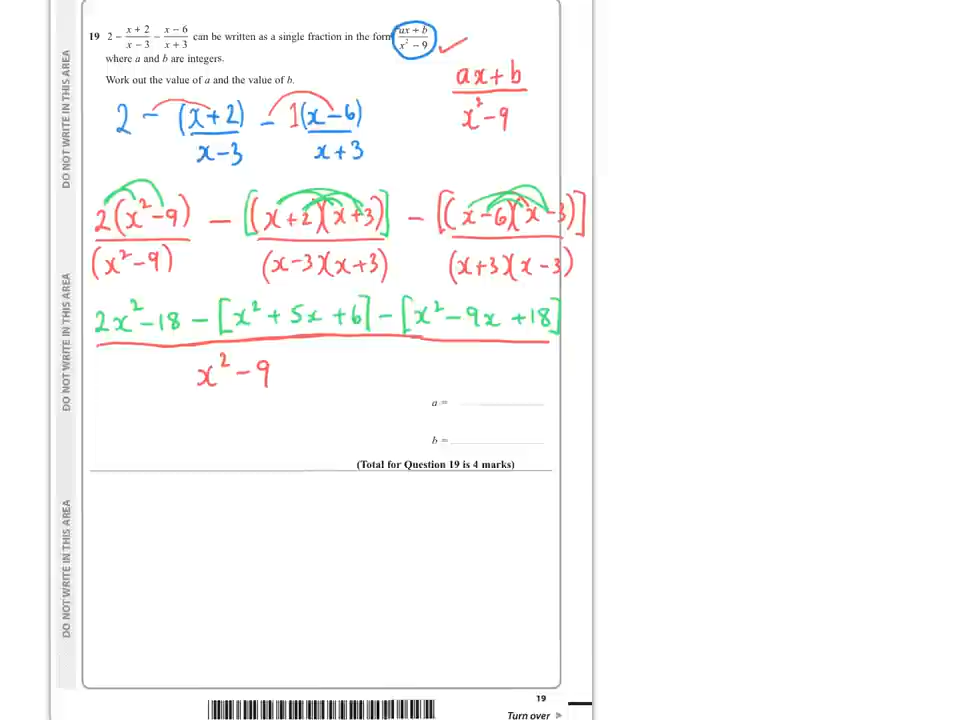 DO NOT WRITE IN THIS AREA
DO NOT WRITE IN THIS AREA
DO NOT WRITE IN THIS AREA
19 2 − (x + 2)/(x − 3) − (x − 6)/(x + 3) can be written as a single fraction in the form (ax + b)/(x² − 9)
where a and b are integers.
Work out the value of a and the value of b.
(ax + b)/(x² − 9)
2 − (x + 2)/(x − 3) − 1(x − 6)/(x + 3)
2(x² − 9)/(x² − 9) − [(x + 2)(x + 3)]/((x − 3)(x + 3)) − [(x − 6)(x − 3)]/((x + 3)(x − 3))
2x² − 18 − [x² + 5x + 6] − [x² − 9x + 18]
x² − 9
a =
b =
(Total for Question 19 is 4 marks)
19
Turn over